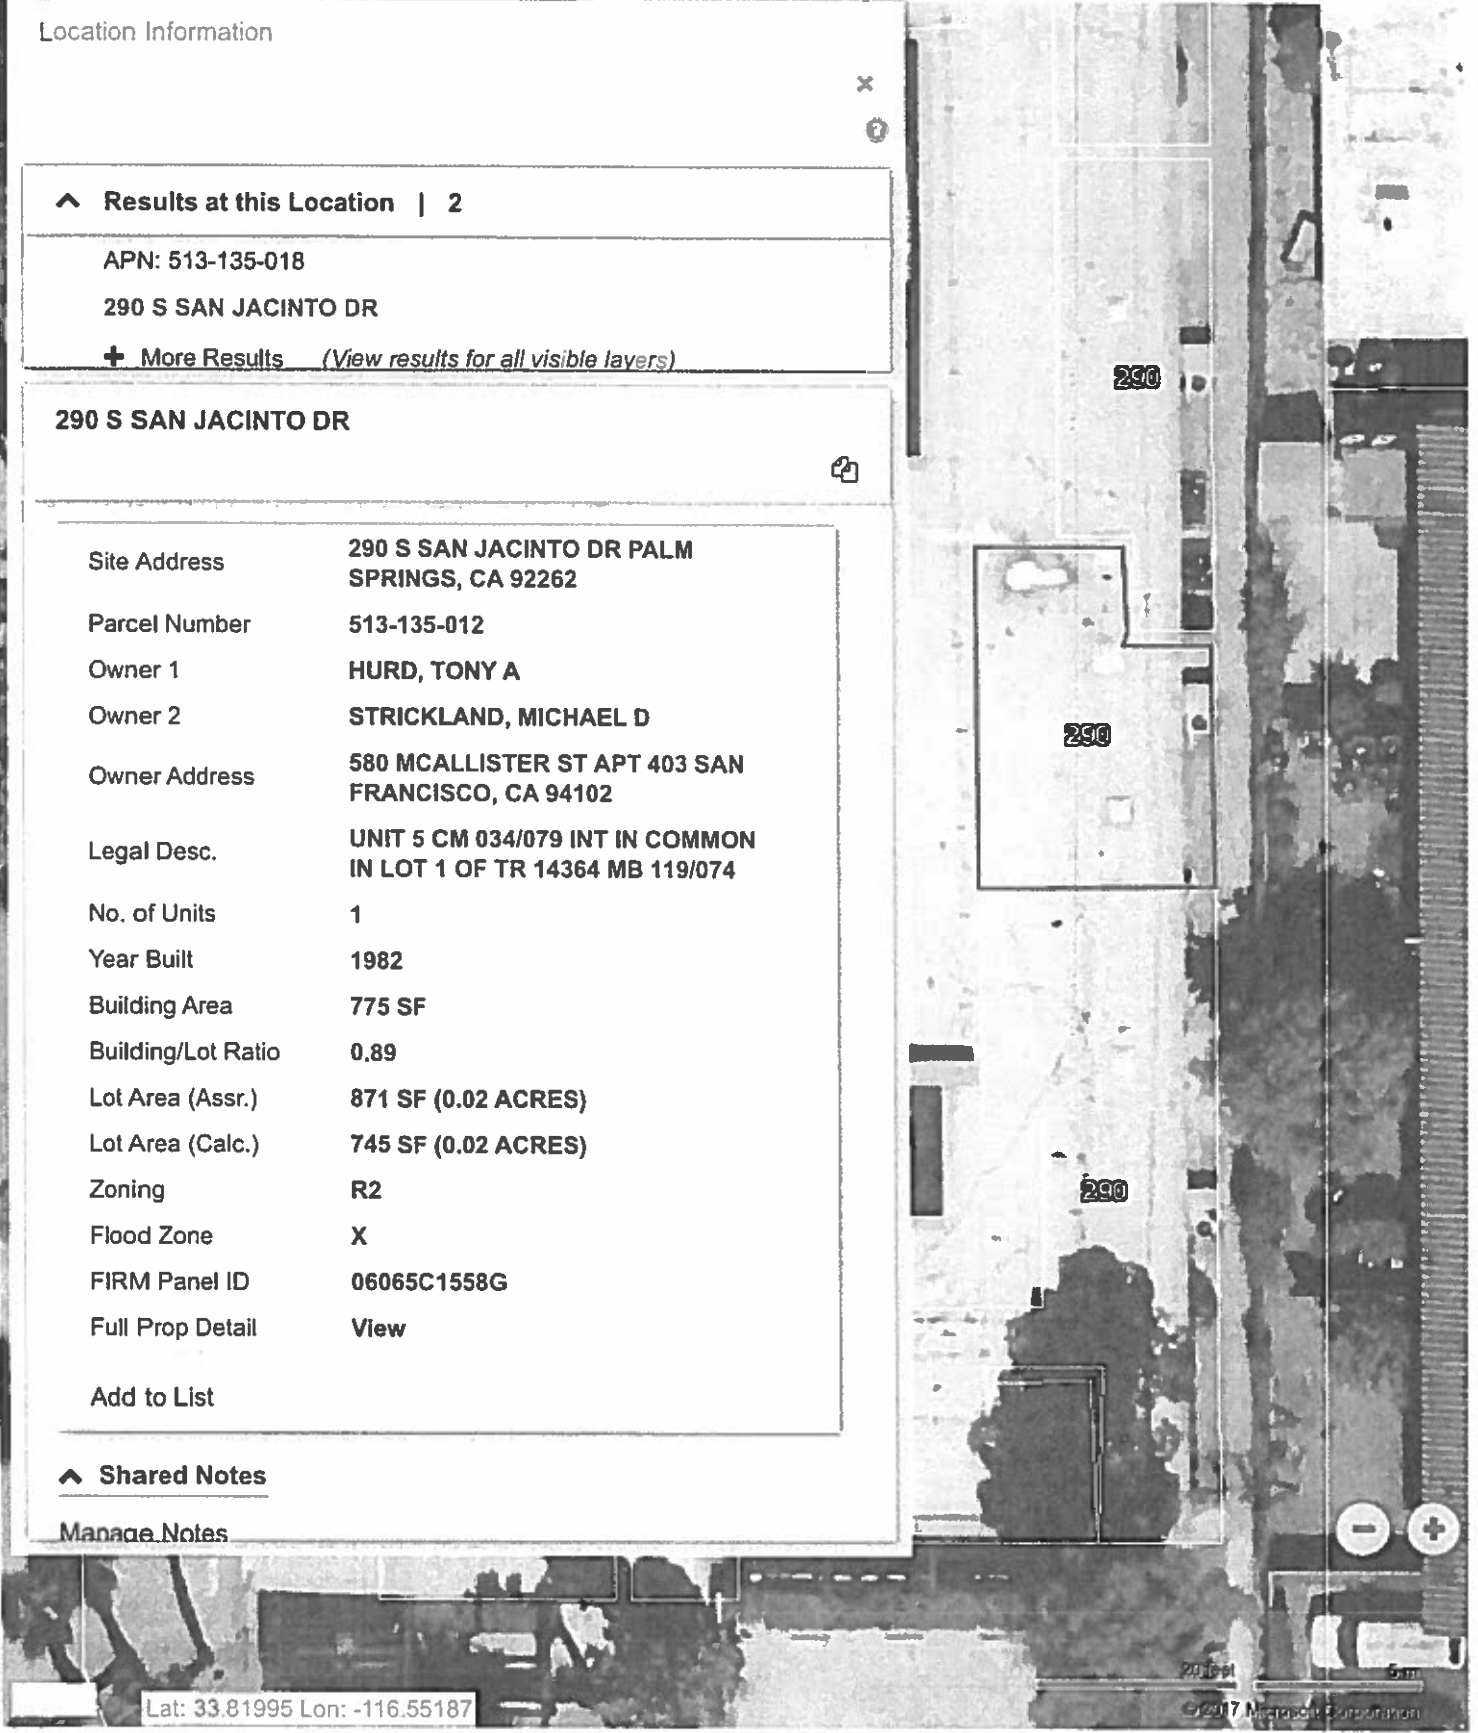 Location Information
Results at this Location | 2
APN: 513-135-018
290 S SAN JACINTO DR
More Results (View results for all visible layers)
290 S SAN JACINTO DR
Site Address 290 S SAN JACINTO DR PALM
SPRINGS, CA 92262
Parcel Number 513-135-012
Owner 1 HURD, TONY A
Owner 2 STRICKLAND, MICHAEL D
Owner Address 580 MCALLISTER ST APT 403 SAN
FRANCISCO, CA 94102
Legal Desc. UNIT 5 CM 034/079 INT IN COMMON
IN LOT 1 OF TR 14364 MB 119/074
No. of Units 1
Year Built 1982
Building Area 775 SF
Building/Lot Ratio 0.89
Lot Area (Assr.) 871 SF (0.02 ACRES)
Lot Area (Calc.) 745 SF (0.02 ACRES)
Zoning R2
Flood Zone X
FIRM Panel ID 06065C1558G
Full Prop Detail View
Add to List
Shared Notes
Manage Notes
290
290
290
20 feet 5 m
©2017 Microsoft Corporation
Lat: 33.81995 Lon: -116.55187